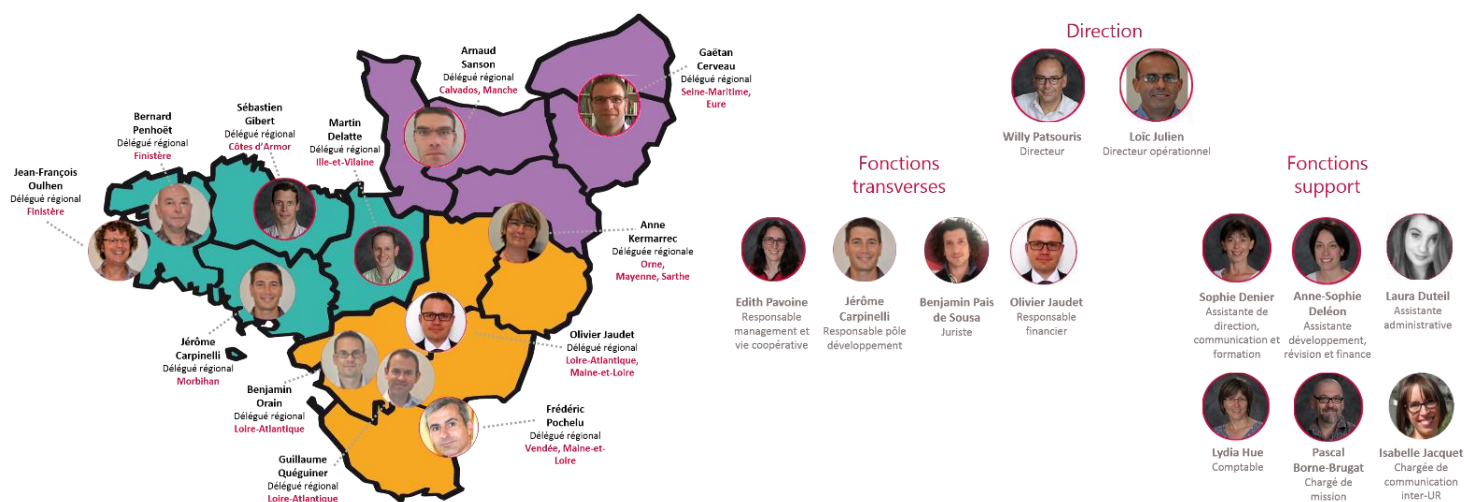 Arnaud
Sanson
Délégué régional
Calvados, Manche
Gaëtan
Cerveau
Délégué régional
Seine-Maritime,
Eure
Sébastien
Gibert
Délégué régional
Côtes d'Armor
Martin
Delatte
Délégué régional
Ille-et-Vilaine
Bernard
Penhoët
Délégué régional
Finistère
Jean-François
Oulhen
Délégué régional
Finistère
Anne
Kermarrec
Déléguée régionale
Orne,
Mayenne, Sarthe
Jérôme
Carpinelli
Délégué régional
Morbihan
Olivier Jaudet
Délégué régional
Loire-Atlantique,
Maine-et-Loire
Benjamin
Orain
Délégué régional
Loire-Atlantique
Frédéric
Pochelu
Délégué régional
Vendée, Maine-et-
Loire
Guillaume
Quéguiner
Délégué régional
Loire-Atlantique
Direction
Willy Patsouris
Directeur
Loïc Julien
Directeur opérationnel
Fonctions
transverses
Edith Pavoine
Responsable
management et
vie coopérative
Jérôme
Carpinelli
Responsable pôle
développement
Benjamin Pais
de Sousa
Juriste
Olivier Jaudet
Responsable
financier
Fonctions
support
Sophie Denier
Assistante de
direction,
communication et
formation
Anne-Sophie
Deléon
Assistante
développement,
révision et finance
Laura Duteil
Assistante
administrative
Lydia Hue
Comptable
Pascal
Borne-Brugat
Chargé de
mission
Isabelle Jacquet
Chargée de
communication
inter-UR